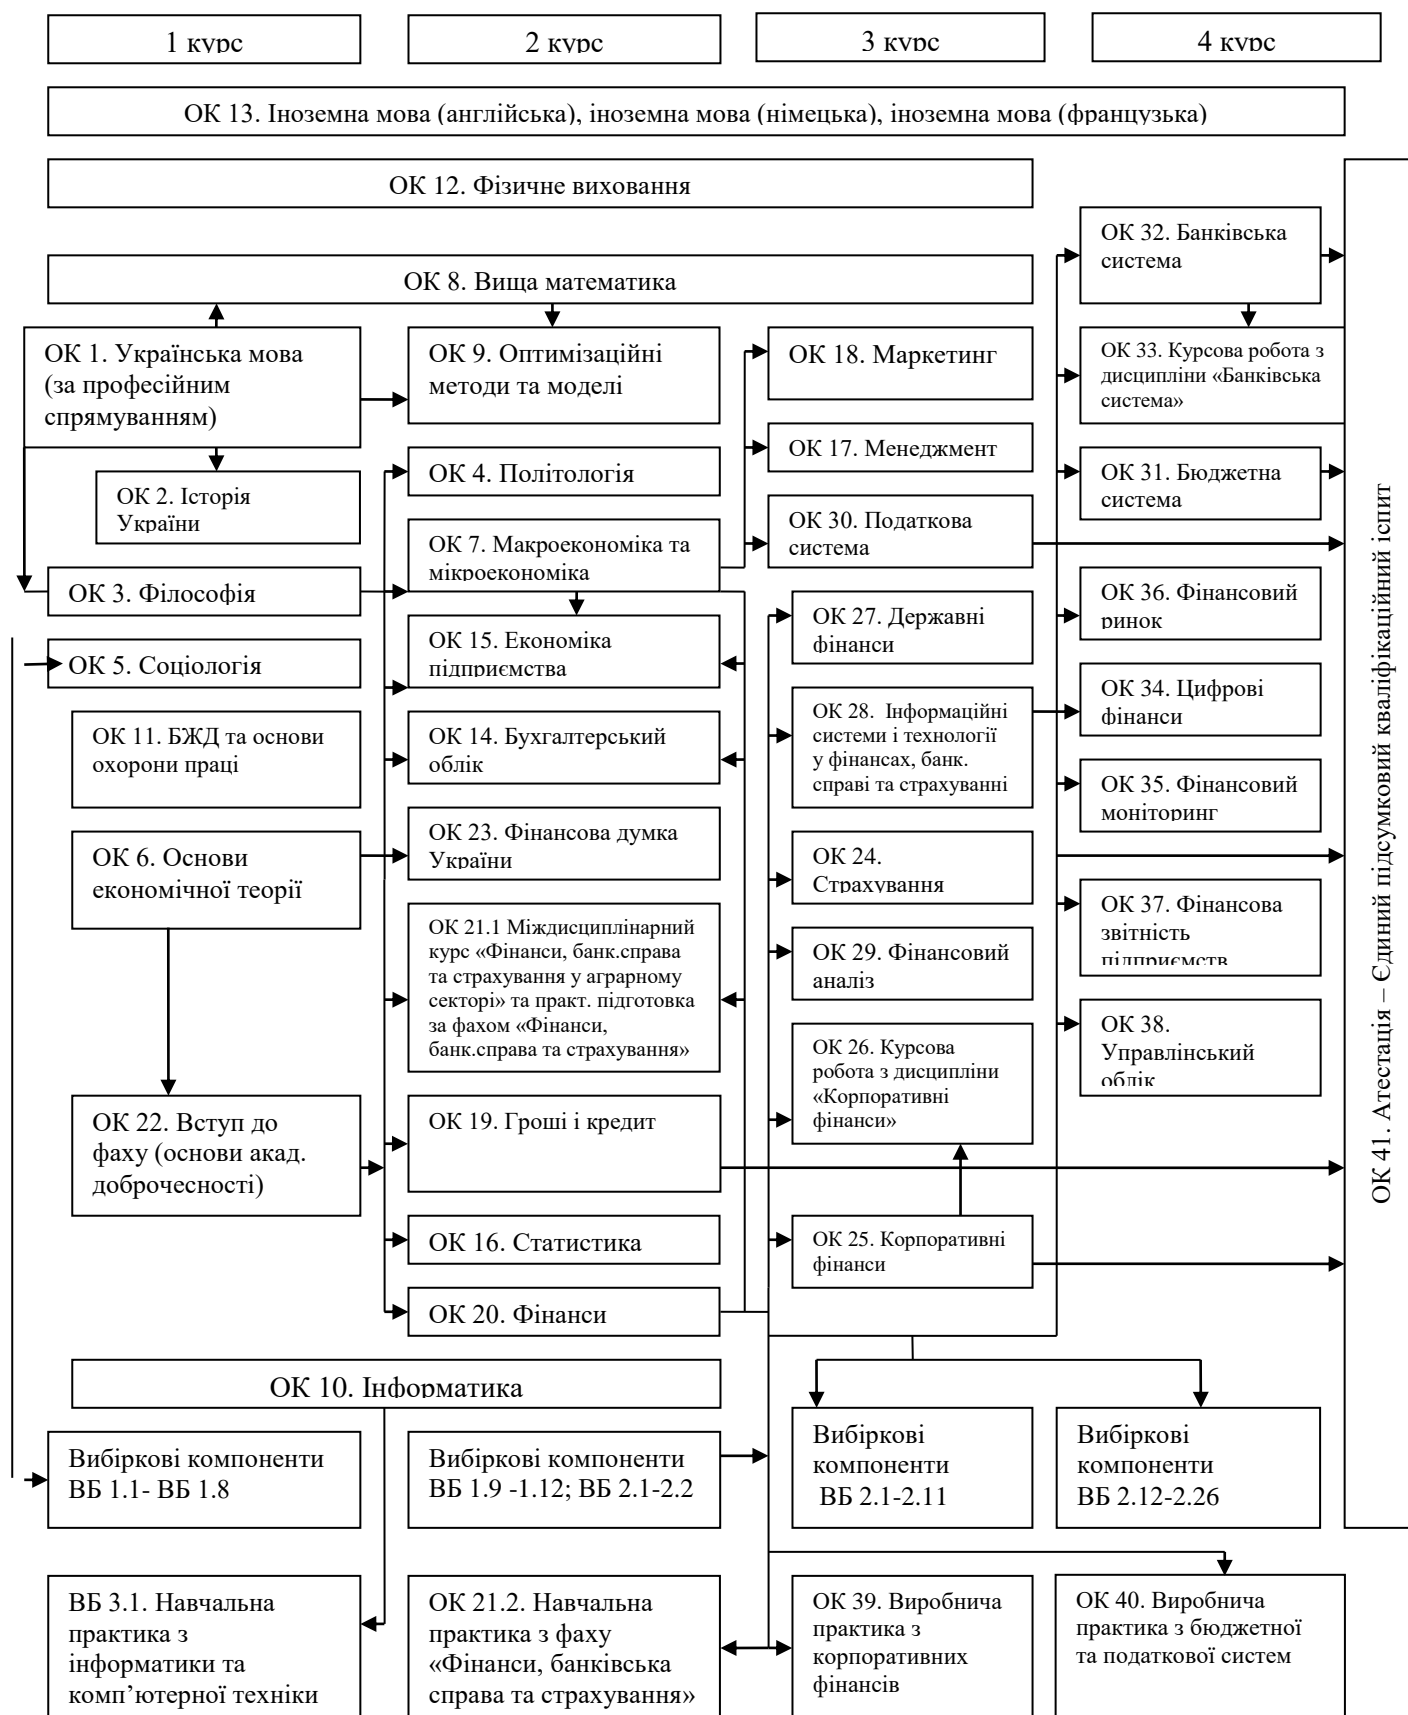 1 курс
2 курс
3 курс
4 курс
ОК 13. Іноземна мова (англійська), іноземна мова (німецька), іноземна мова (французька)
ОК 12. Фізичне виховання
ОК 8. Вища математика
ОК 1. Українська мова
(за професійним
спрямуванням)
ОК 2. Історія
України
ОК 3. Філософія
ОК 5. Соціологія
ОК 11. БЖД та основи
охорони праці
ОК 6. Основи
економічної теорії
ОК 22. Вступ до
фаху (основи акад.
доброчесності)
ОК 9. Оптимізаційні
методи та моделі
ОК 4. Політологія
ОК 7. Макроекономіка та
мікроекономіка
ОК 15. Економіка
підприємства
ОК 14. Бухгалтерський
облік
ОК 23. Фінансова думка
України
ОК 21.1 Міждисциплінарний
курс «Фінанси, банк.справа
та страхування у аграрному
секторі» та практ. підготовка
за фахом «Фінанси,
банк.справа та страхування»
ОК 19. Гроші і кредит
ОК 16. Статистика
ОК 20. Фінанси
ОК 18. Маркетинг
ОК 17. Менеджмент
ОК 30. Податкова
система
ОК 27. Державні
фінанси
ОК 28. Інформаційні
системи і технології
у фінансах, банк.
справі та страхуванні
ОК 24.
Страхування
ОК 29. Фінансовий
аналіз
ОК 26. Курсова
робота з дисципліни
«Корпоративні
фінанси»
ОК 25. Корпоративні
фінанси
ОК 32. Банківська
система
ОК 33. Курсова робота з
дисципліни «Банківська
система»
ОК 31. Бюджетна
система
ОК 36. Фінансовий
ринок
ОК 34. Цифрові
фінанси
ОК 35. Фінансовий
моніторинг
ОК 37. Фінансова
звітність
підприємств
ОК 38.
Управлінський
облік
ОК 41. Атестація – Єдиний підсумковий кваліфікаційний іспит
ОК 10. Інформатика
Вибіркові компоненти
ВБ 1.1- ВБ 1.8
Вибіркові компоненти
ВБ 1.9 -1.12; ВБ 2.1-2.2
Вибіркові
компоненти
ВБ 2.1-2.11
Вибіркові
компоненти
ВБ 2.12-2.26
ВБ 3.1. Навчальна
практика з
інформатики та
комп’ютерної техніки
ОК 21.2. Навчальна
практика з фаху
«Фінанси, банківська
справа та страхування»
ОК 39. Виробнича
практика з
корпоративних
фінансів
ОК 40. Виробнича
практика з бюджетної
та податкової систем